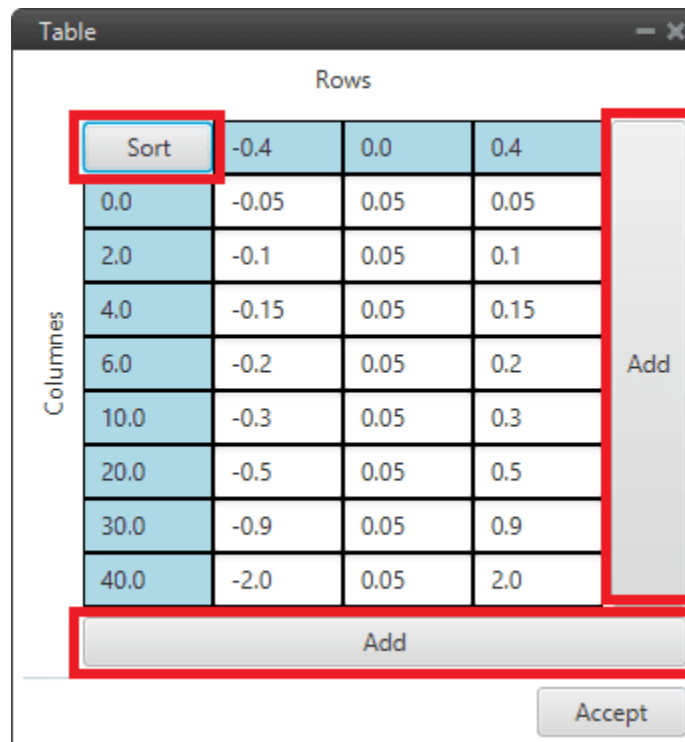 Table
Rows
Sort -0.4 0.0 0.4
0.0 -0.05 0.05 0.05
2.0 -0.1 0.05 0.1
4.0 -0.15 0.05 0.15
Columnes
6.0 -0.2 0.05 0.2 Add
10.0 -0.3 0.05 0.3
20.0 -0.5 0.05 0.5
30.0 -0.9 0.05 0.9
40.0 -2.0 0.05 2.0
Add
Accept